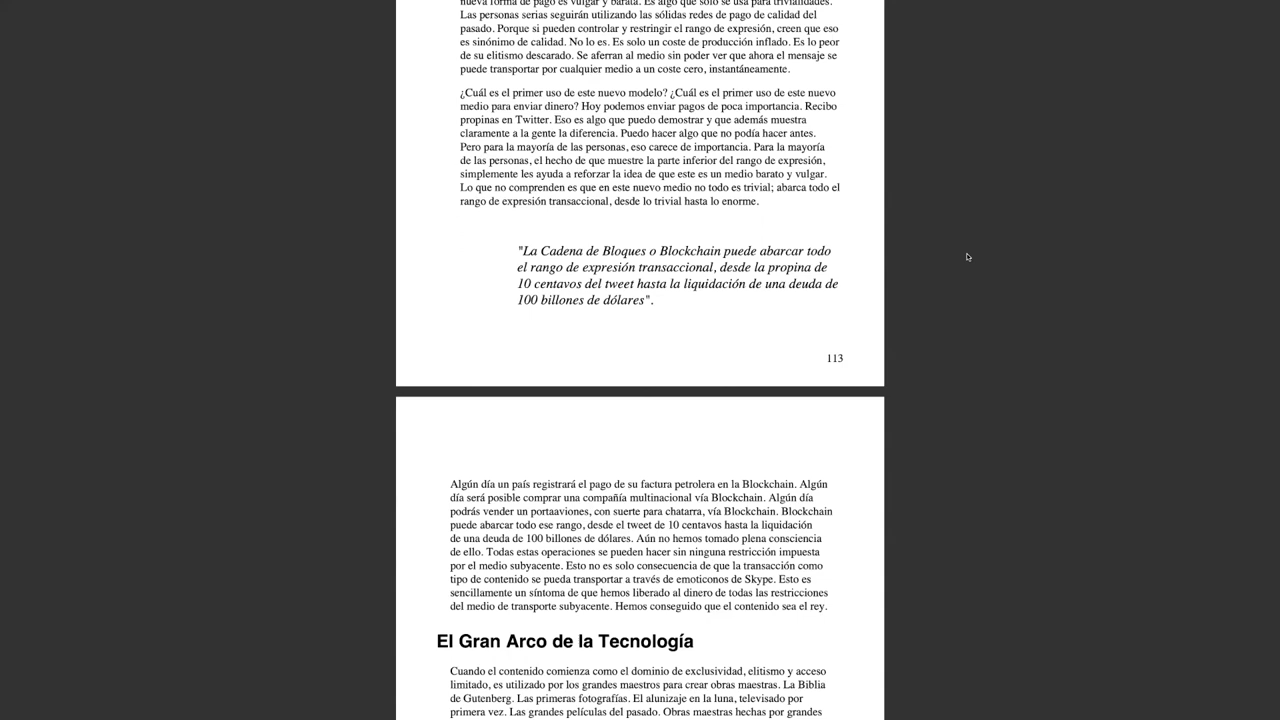 nueva forma de pago es vulgar y barata. Es algo que solo se usa para trivialidades.
Las personas serias seguirán utilizando las sólidas redes de pago de calidad del
pasado. Porque si pueden controlar y restringir el rango de expresión, creen que eso
es sinónimo de calidad. No lo es. Es solo un coste de producción inflado. Es lo peor
de su elitismo descarado. Se aferran al medio sin poder ver que ahora el mensaje se
puede transportar por cualquier medio a un coste cero, instantáneamente.
¿Cuál es el primer uso de este nuevo modelo? ¿Cuál es el primer uso de este nuevo
medio para enviar dinero? Hoy podemos enviar pagos de poca importancia. Recibo
propinas en Twitter. Eso es algo que puedo demostrar y que además muestra
claramente a la gente la diferencia. Puedo hacer algo que no podía hacer antes.
Pero para la mayoría de las personas, eso carece de importancia. Para la mayoría
de las personas, el hecho de que muestre la parte inferior del rango de expresión,
simplemente les ayuda a reforzar la idea de que este es un medio barato y vulgar.
Lo que no comprenden es que en este nuevo medio no todo es trivial; abarca todo el
rango de expresión transaccional, desde lo trivial hasta lo enorme.
"La Cadena de Bloques o Blockchain puede abarcar todo
el rango de expresión transaccional, desde la propina de
10 centavos del tweet hasta la liquidación de una deuda de
100 billones de dólares".
113
Algún día un país registrará el pago de su factura petrolera en la Blockchain. Algún
día será posible comprar una compañía multinacional vía Blockchain. Algún día
podrás vender un portaaviones, con suerte para chatarra, vía Blockchain. Blockchain
puede abarcar todo ese rango, desde el tweet de 10 centavos hasta la liquidación
de una deuda de 100 billones de dólares. Aún no hemos tomado plena consciencia
de ello. Todas estas operaciones se pueden hacer sin ninguna restricción impuesta
por el medio subyacente. Esto no es solo consecuencia de que la transacción como
tipo de contenido se pueda transportar a través de emoticonos de Skype. Esto es
sencillamente un síntoma de que hemos liberado al dinero de todas las restricciones
del medio de transporte subyacente. Hemos conseguido que el contenido sea el rey.
El Gran Arco de la Tecnología
Cuando el contenido comienza como el dominio de exclusividad, elitismo y acceso
limitado, es utilizado por los grandes maestros para crear obras maestras. La Biblia
de Gutenberg. Las primeras fotografías. El alunizaje en la luna, televisado por
primera vez. Las grandes películas del pasado. Obras maestras hechas por grandes